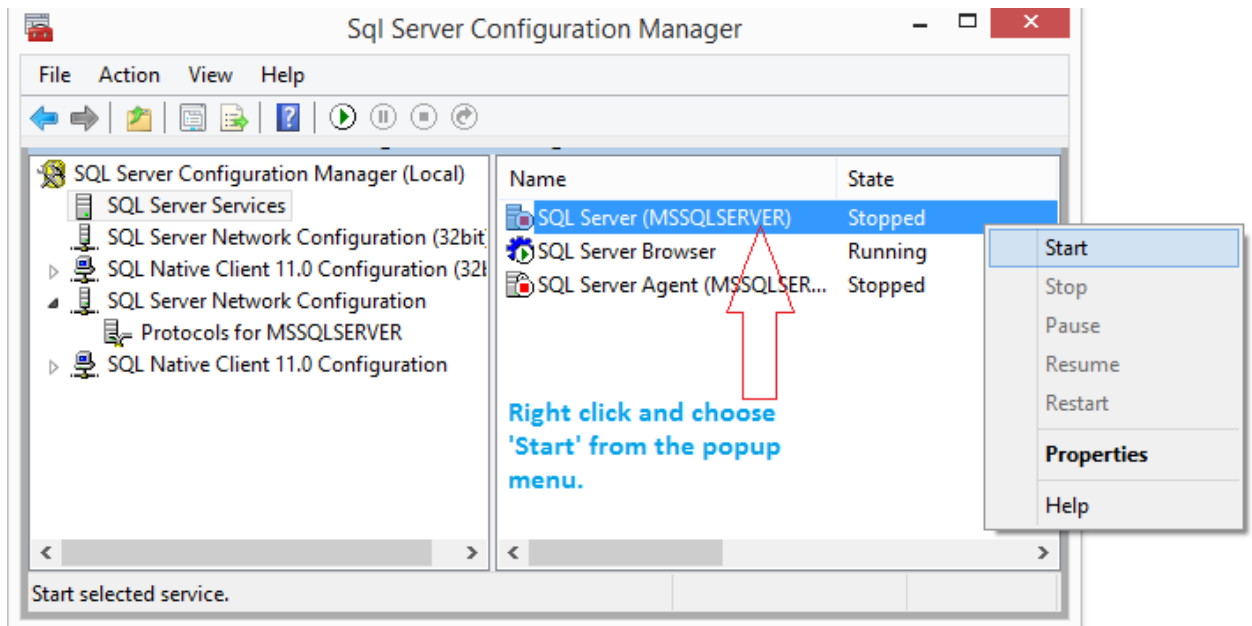 Sql Server Configuration Manager
File Action View Help
SQL Server Configuration Manager (Local)
SQL Server Services
SQL Server Network Configuration (32bit
SQL Native Client 11.0 Configuration (32b
SQL Server Network Configuration
Protocols for MSSQLSERVER
SQL Native Client 11.0 Configuration
Name State
SQL Server (MSSQLSERVER) Stopped
SQL Server Browser Running
SQL Server Agent (MSSQLSER... Stopped
Right click and choose
'Start' from the popup
menu.
Start
Stop
Pause
Resume
Restart
Properties
Help
Start selected service.